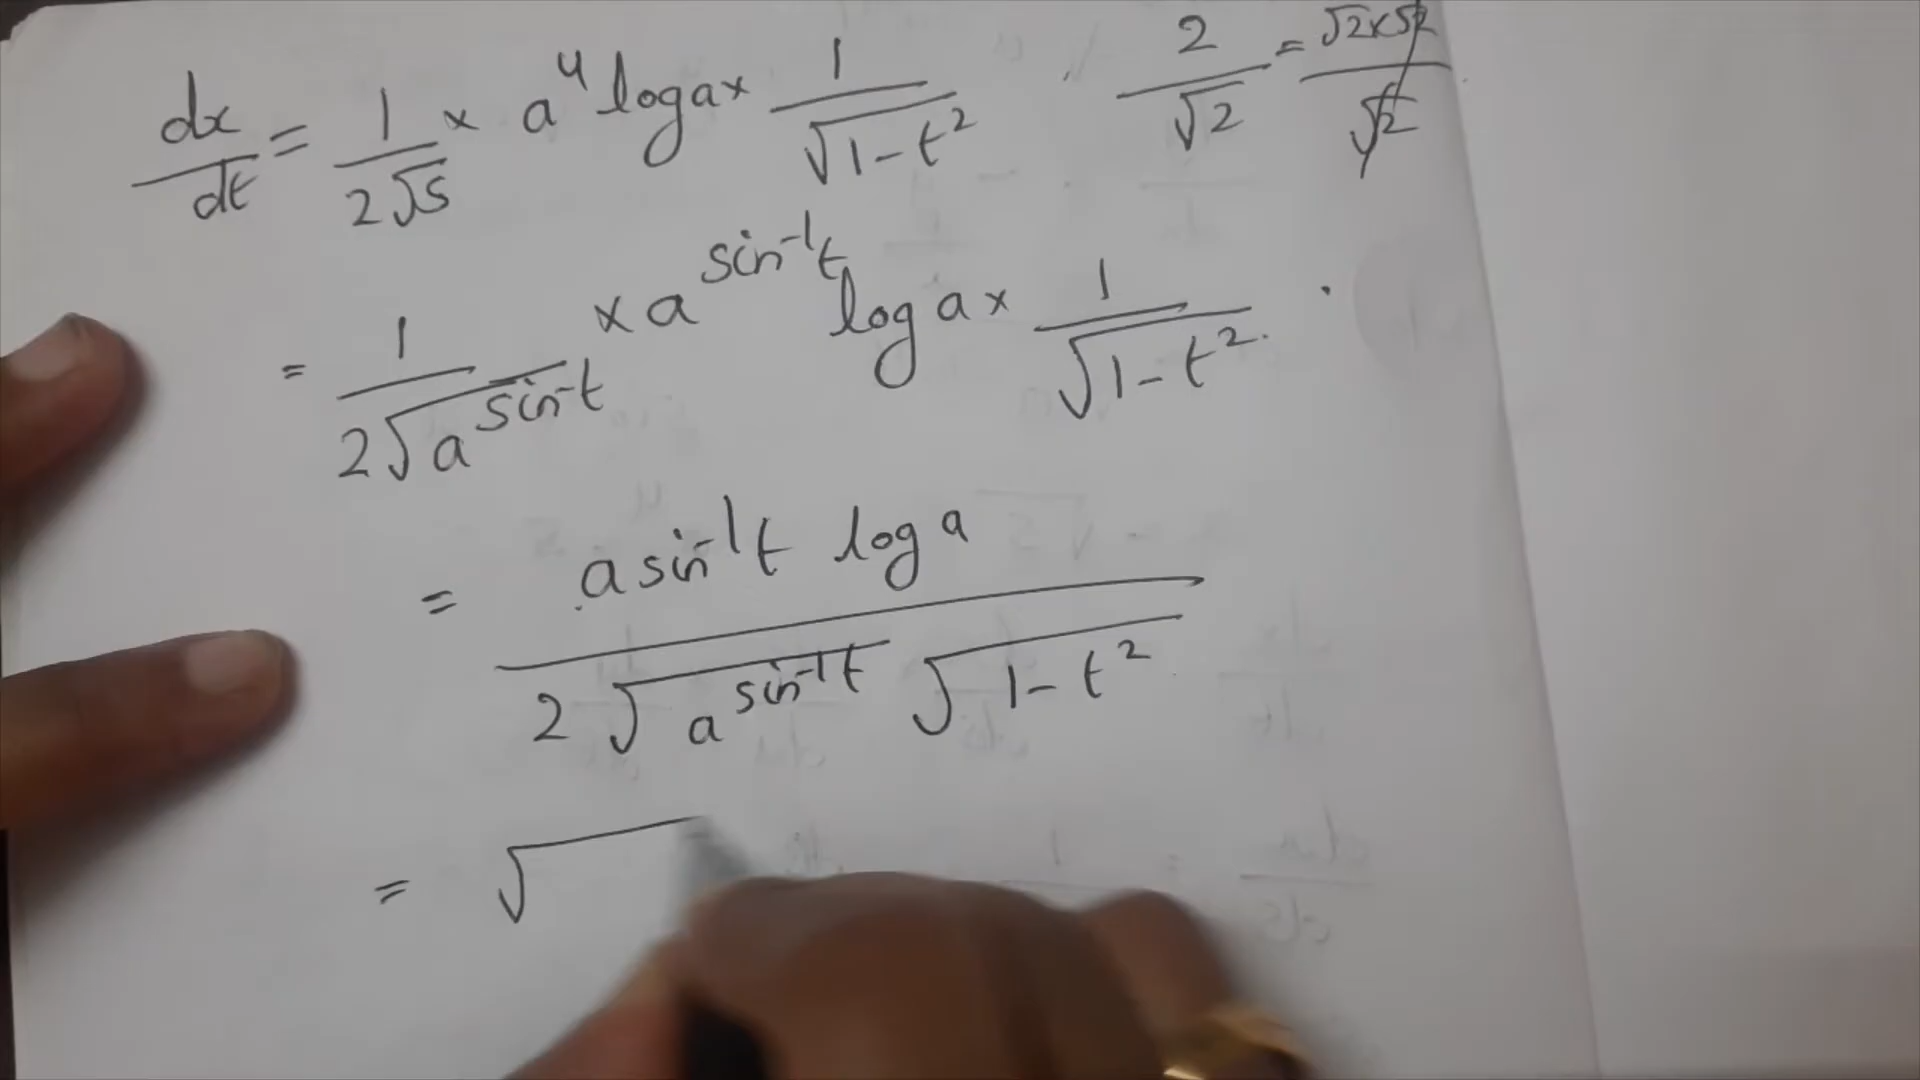 dx/dt = 1/2√s × a^u log a × 1/√1-t² 2/√2 = √2×√2/√2
= 1/2√a^sin-t × a^sin⁻¹t log a × 1/√1-t² .
= a sin⁻¹t log a / 2√a^sin⁻¹t √1-t²
= √